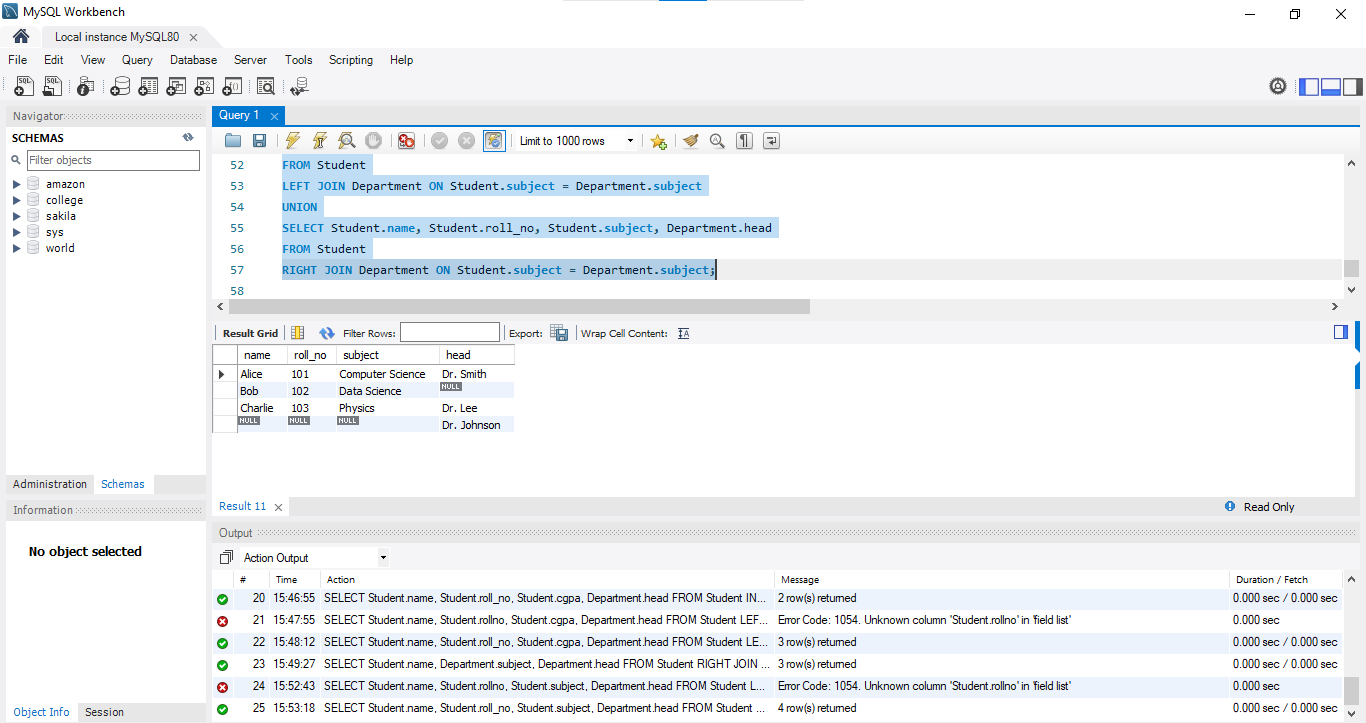 MySQL Workbench
Local instance MySQL80
File Edit View Query Database Server Tools Scripting Help
Navigator
SCHEMAS
Filter objects
amazon
college
sakila
sys
world
Administration Schemas
Information
No object selected
Object Info Session
Query 1
Limit to 1000 rows
52 FROM Student
53 LEFT JOIN Department ON Student.subject = Department.subject
54 UNION
55 SELECT Student.name, Student.roll_no, Student.subject, Department.head
56 FROM Student
57 RIGHT JOIN Department ON Student.subject = Department.subject;
58
Result Grid Filter Rows: Export: Wrap Cell Content:
name roll_no subject head
Alice 101 Computer Science Dr. Smith
Bob 102 Data Science NULL
Charlie 103 Physics Dr. Lee
NULL NULL NULL Dr. Johnson
Result 11 Read Only
Output
Action Output
# Time Action Message Duration / Fetch
20 15:46:55 SELECT Student.name, Student.roll_no, Student.cgpa, Department.head FROM Student IN... 2 row(s) returned 0.000 sec / 0.000 sec
21 15:47:55 SELECT Student.name, Student.rollno, Student.cgpa, Department.head FROM Student LEF... Error Code: 1054. Unknown column 'Student.rollno' in 'field list' 0.000 sec
22 15:48:12 SELECT Student.name, Student.roll_no, Student.cgpa, Department.head FROM Student LE... 3 row(s) returned 0.000 sec / 0.000 sec
23 15:49:27 SELECT Student.name, Department.subject, Department.head FROM Student RIGHT JOIN ... 3 row(s) returned 0.000 sec / 0.000 sec
24 15:52:43 SELECT Student.name, Student.rollno, Student.subject, Department.head FROM Student L... Error Code: 1054. Unknown column 'Student.rollno' in 'field list' 0.000 sec
25 15:53:18 SELECT Student.name, Student.roll_no, Student.subject, Department.head FROM Student ... 4 row(s) returned 0.000 sec / 0.000 sec